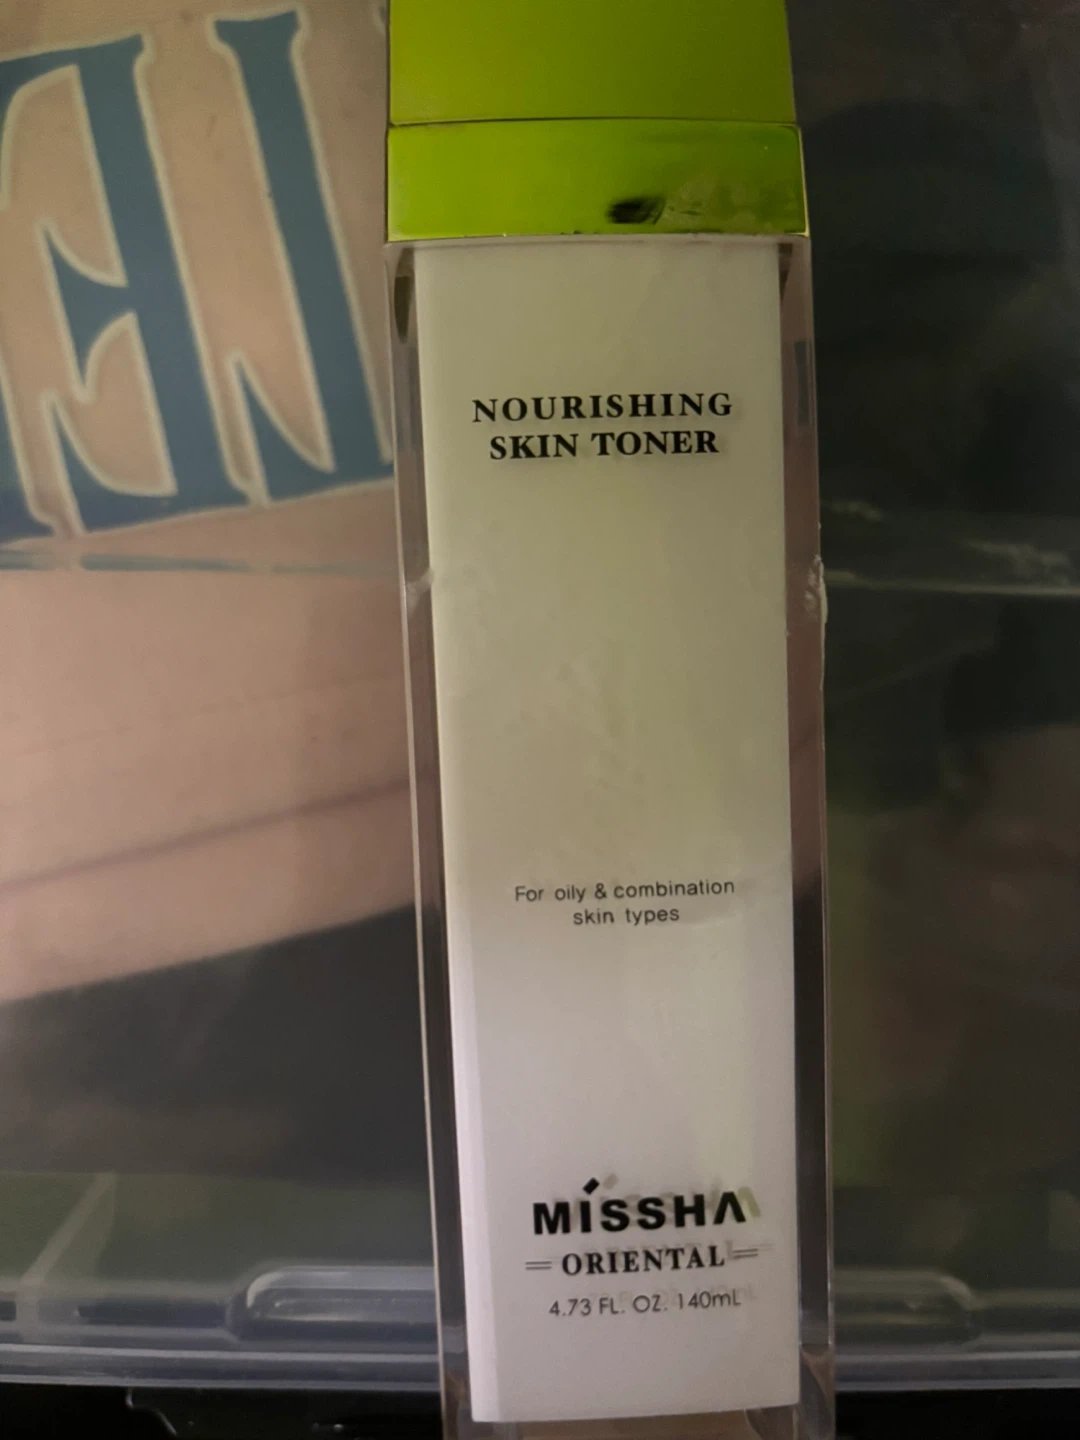 NOURISHING
SKIN TONER
For oily & combination
skin types
MISSHA
ORIENTAL
4.73 FL. OZ. 140mL